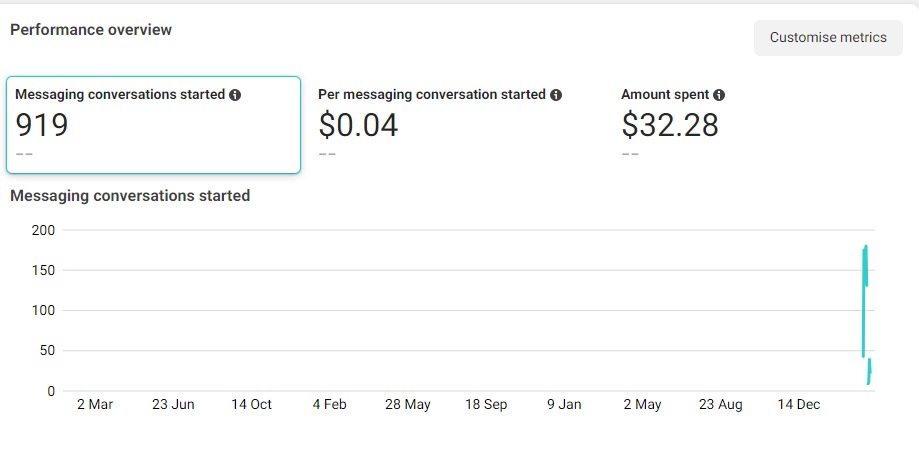 Performance overview
Customise metrics
Messaging conversations started
919
--
Per messaging conversation started
$0.04
--
Amount spent
$32.28
--
Messaging conversations started
200
150
100
50
0
2 Mar 23 Jun 14 Oct 4 Feb 28 May 18 Sep 9 Jan 2 May 23 Aug 14 Dec